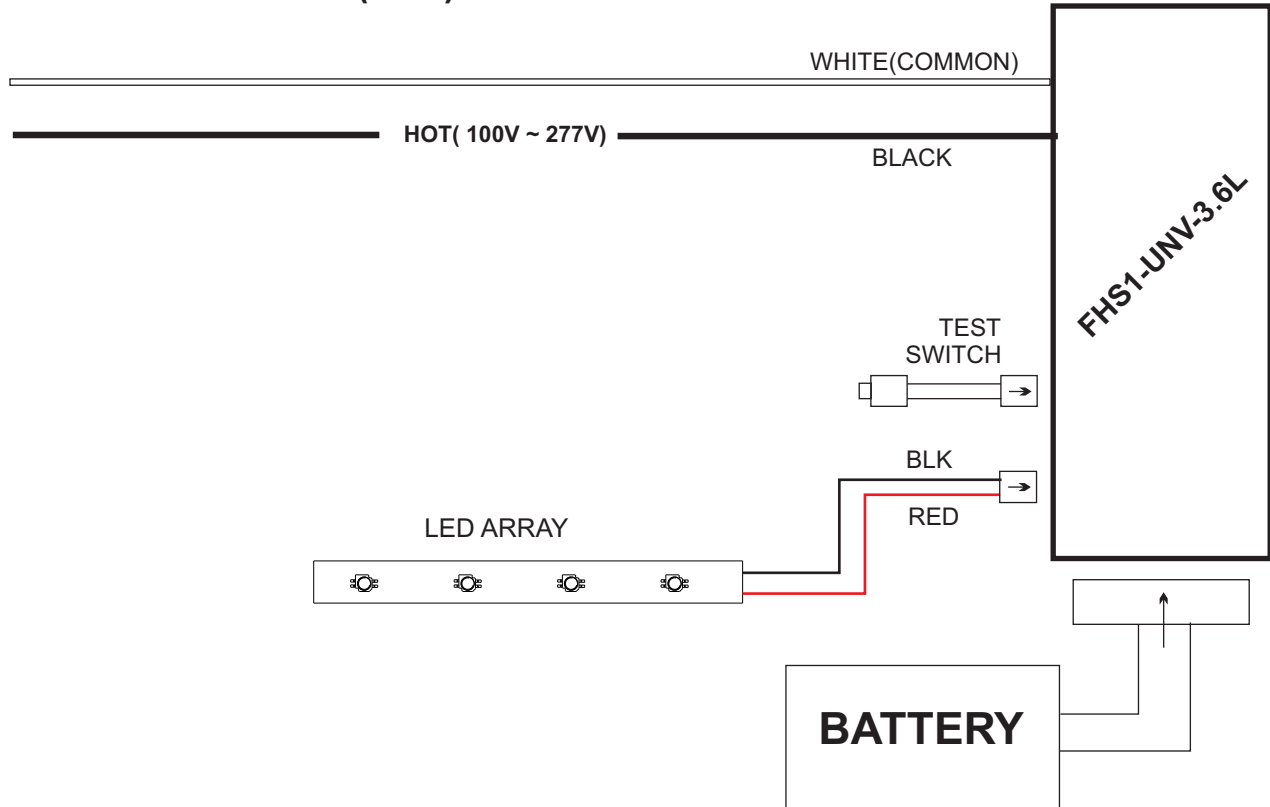 WHITE(COMMON)
HOT( 100V ~ 277V)
BLACK
FHS1-UNV-3.6L
TEST
SWITCH
BLK
RED
LED ARRAY
BATTERY